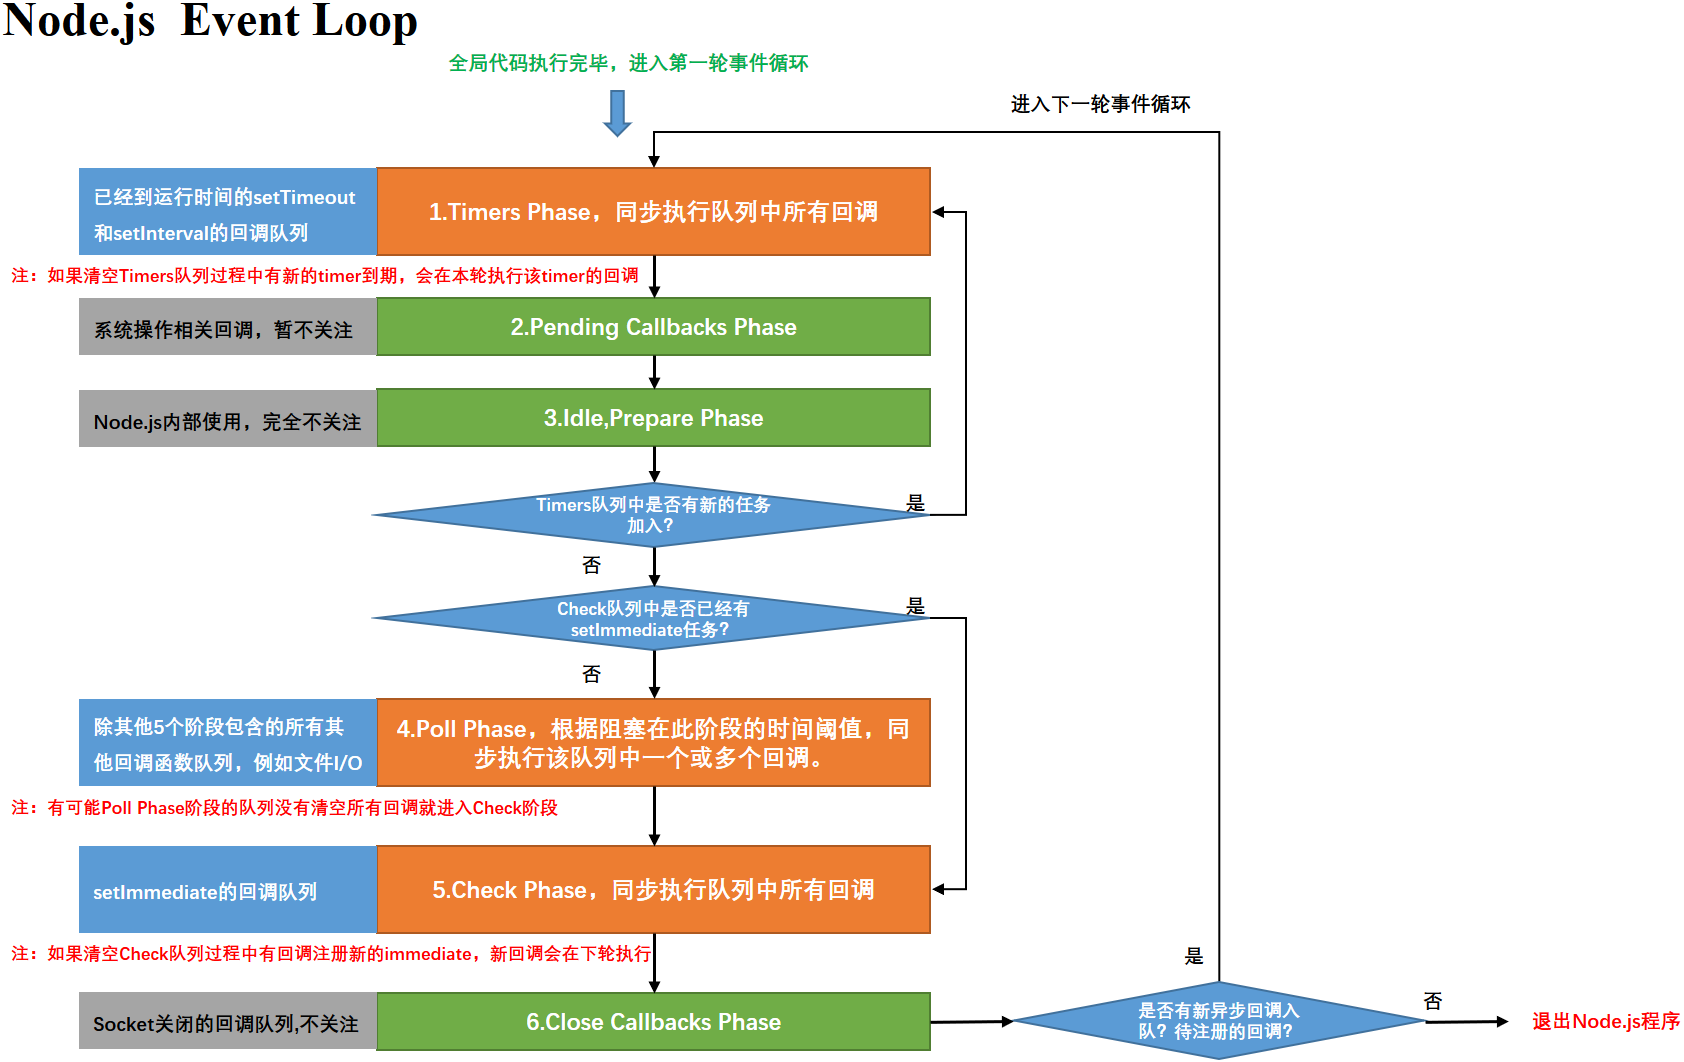 Node.js  Event Loop
全局代码执行完毕，进入第一轮事件循环
进入下一轮事件循环
已经到运行时间的setTimeout
和setInterval的回调队列
1.Timers Phase，同步执行队列中所有回调
注：如果清空Timers队列过程中有新的timer到期，会在本轮执行该timer的回调
系统操作相关回调，暂不关注
2.Pending Callbacks Phase
Node.js内部使用，完全不关注
3.Idle,Prepare Phase
Timers队列中是否有新的任务
加入?
是
否
Check队列中是否已经有
setImmediate任务?
是
否
除其他5个阶段包含的所有其
他回调函数队列，例如文件I/O
4.Poll Phase，根据阻塞在此阶段的时间阈值，同
步执行该队列中一个或多个回调。
注：有可能Poll Phase阶段的队列没有清空所有回调就进入Check阶段
setImmediate的回调队列
5.Check Phase，同步执行队列中所有回调
注：如果清空Check队列过程中有回调注册新的immediate，新回调会在下轮执行
是
Socket关闭的回调队列,不关注
6.Close Callbacks Phase
是否有新异步回调入
队？待注册的回调?
否
退出Node.js程序